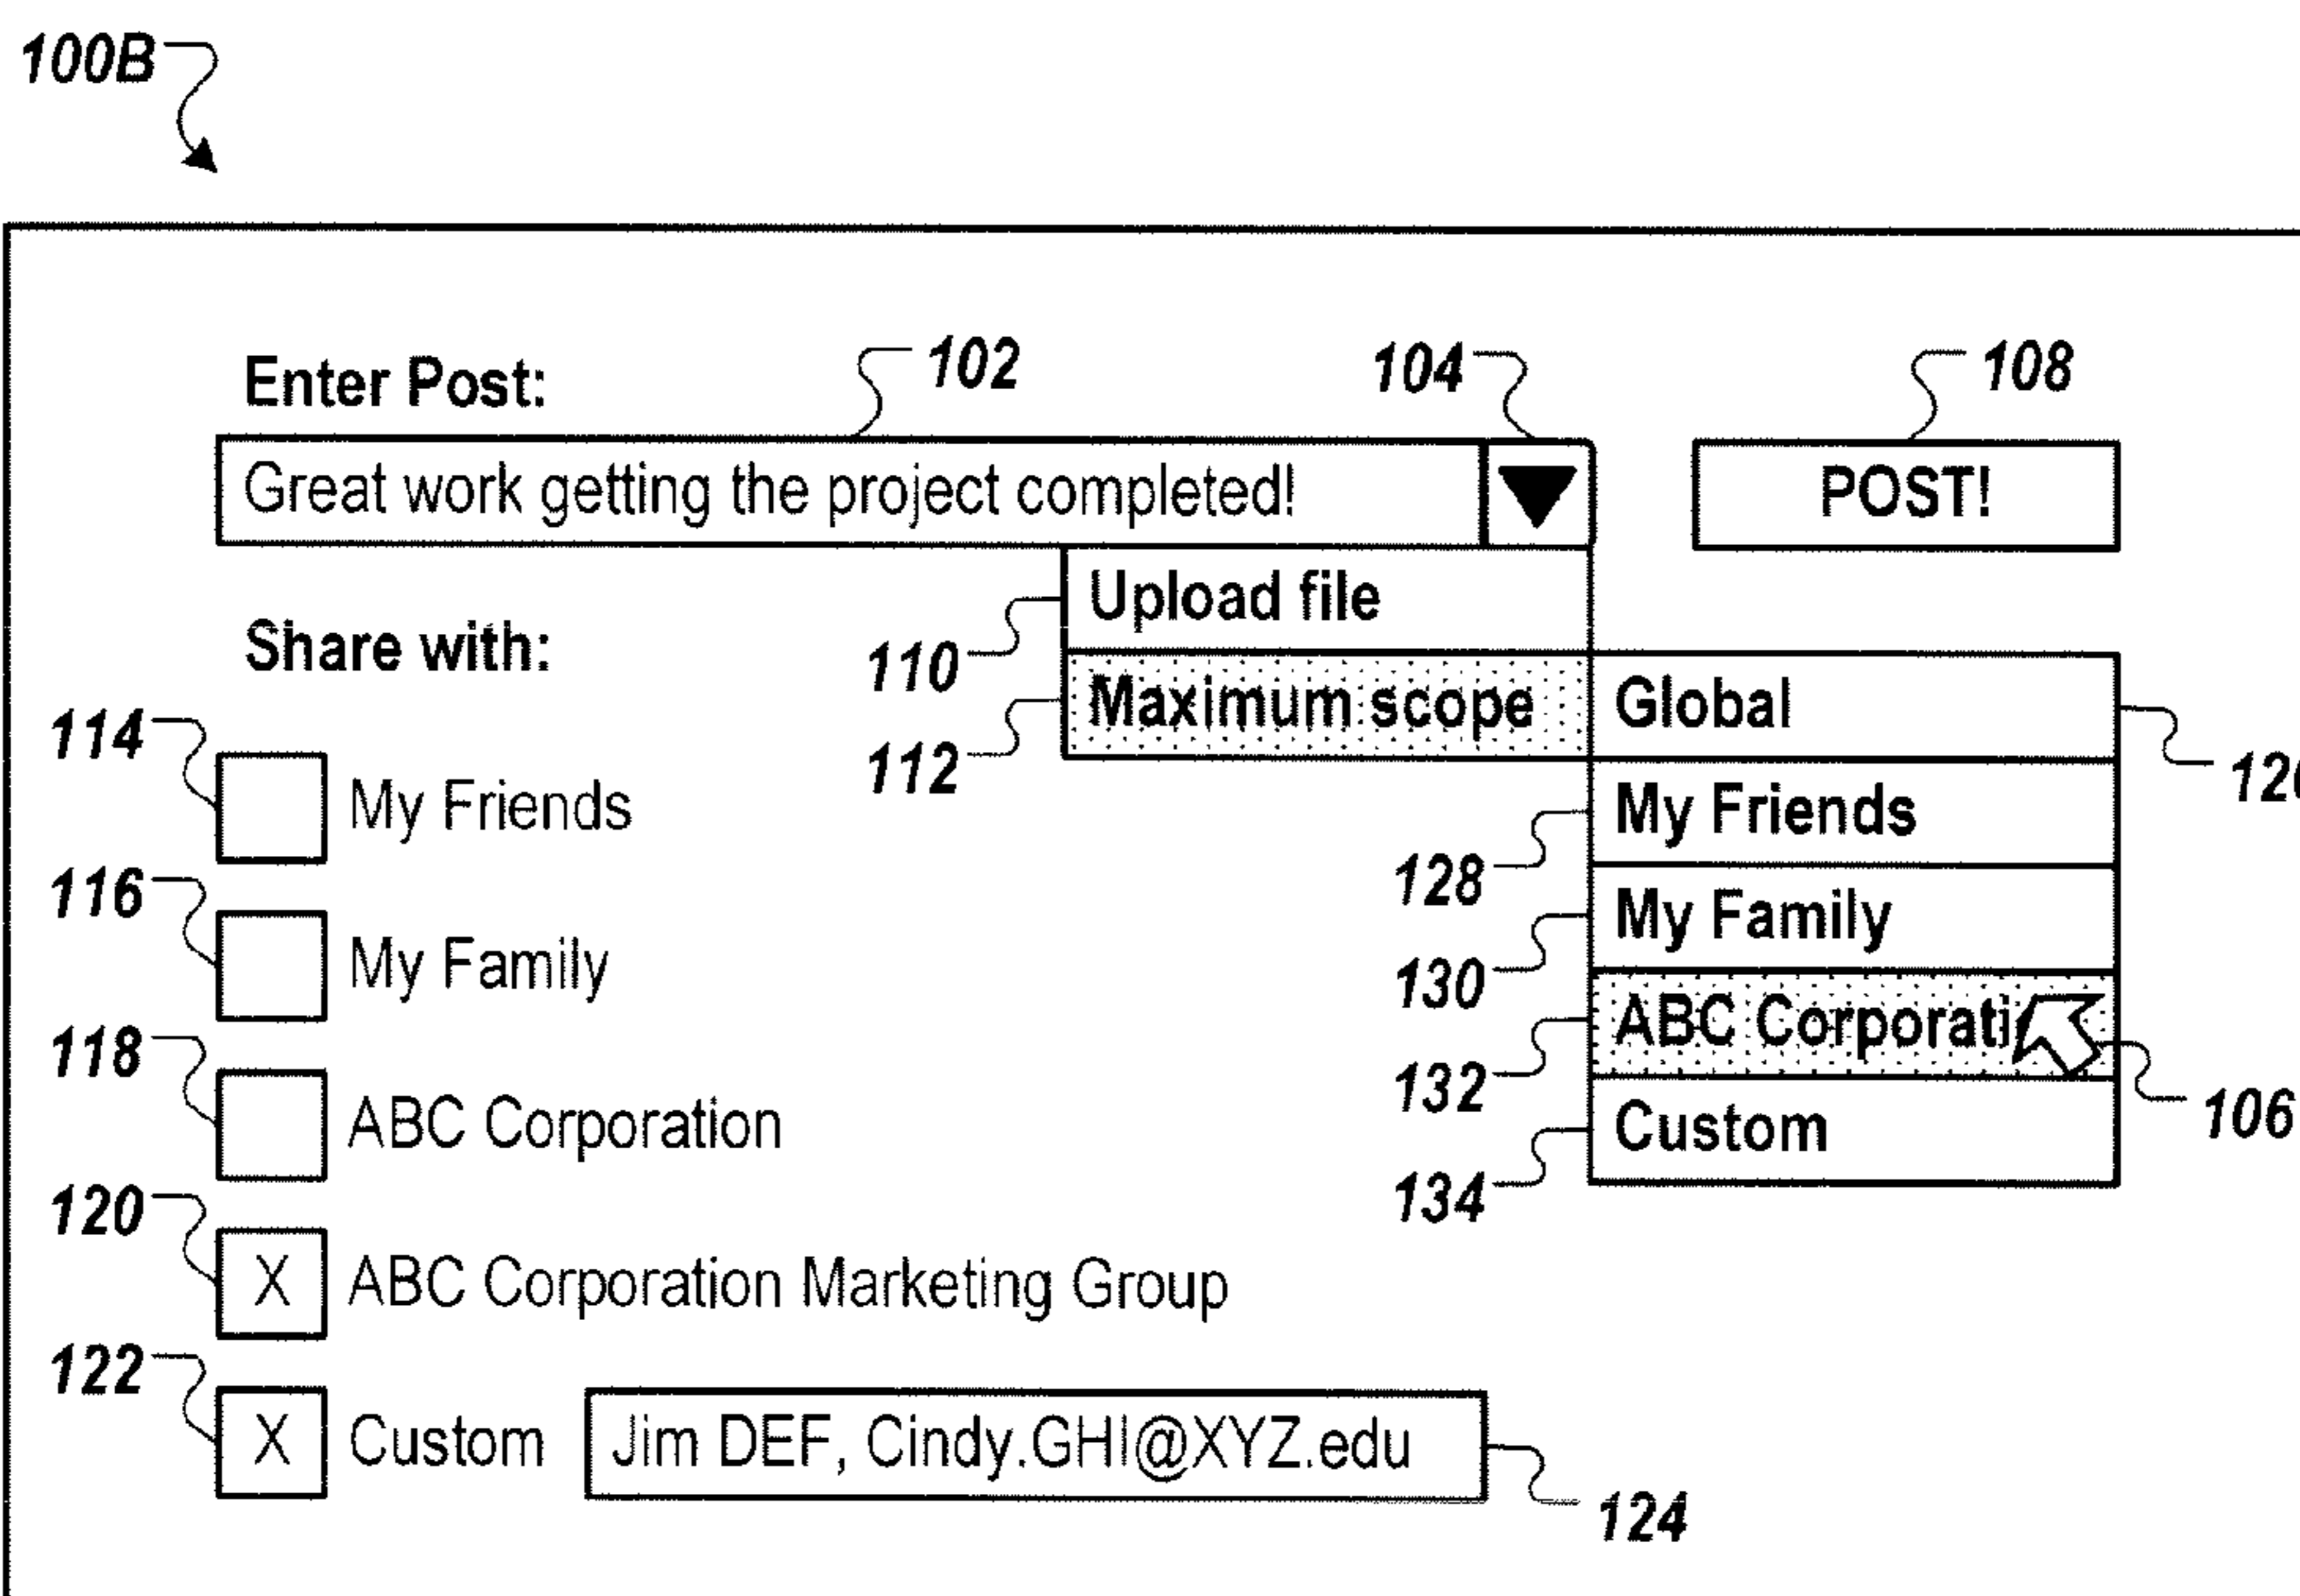 100B
Enter Post: 102 104 108
Great work getting the project completed! POST!
Upload file
Share with: 110
Maximum scope Global
114 112
My Friends My Friends
116 128
My Family My Family
130
118 ABC Corporati
132 106
ABC Corporation Custom
120 134
X ABC Corporation Marketing Group
122
X Custom Jim DEF, Cindy.GHI@XYZ.edu
124